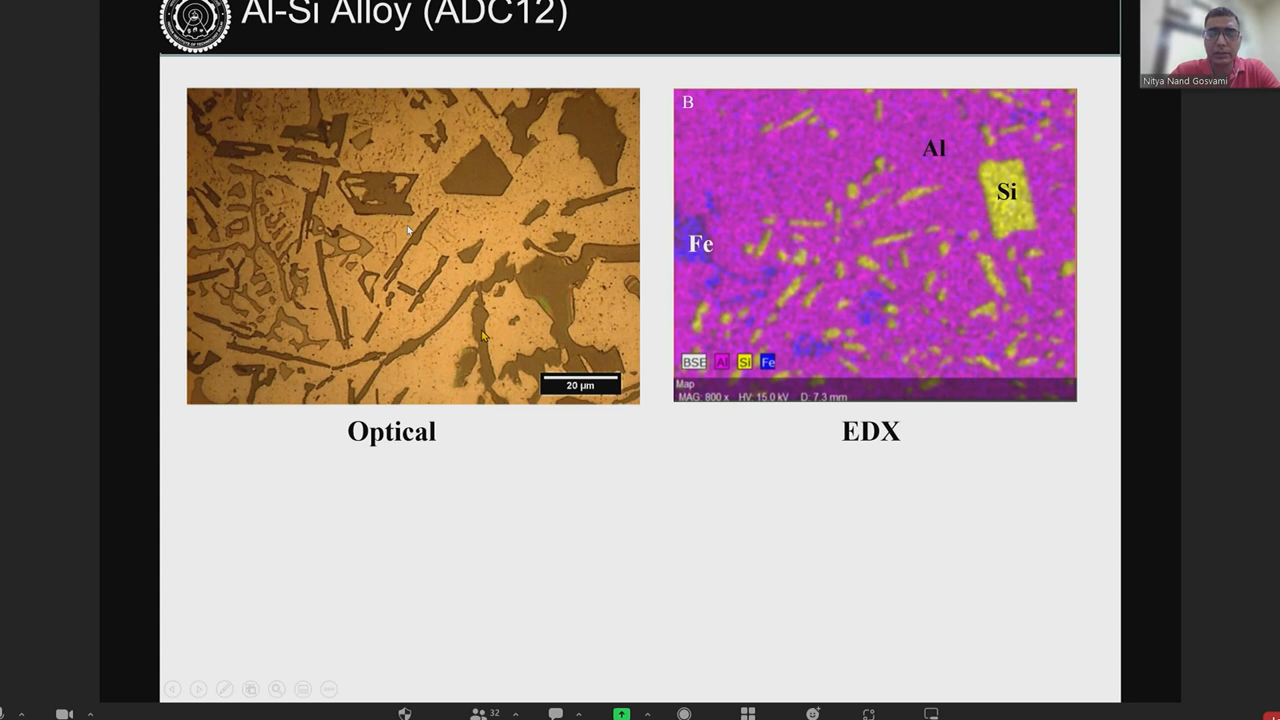 Al-Si Alloy (ADC12)
Nitya Nand Gosvami
B
Al
Si
Fe
20 µm
BSE Al Si Fe
Map
MAG: 800 x HV: 15.0 kV D: 7.3 mm
Optical
EDX
32